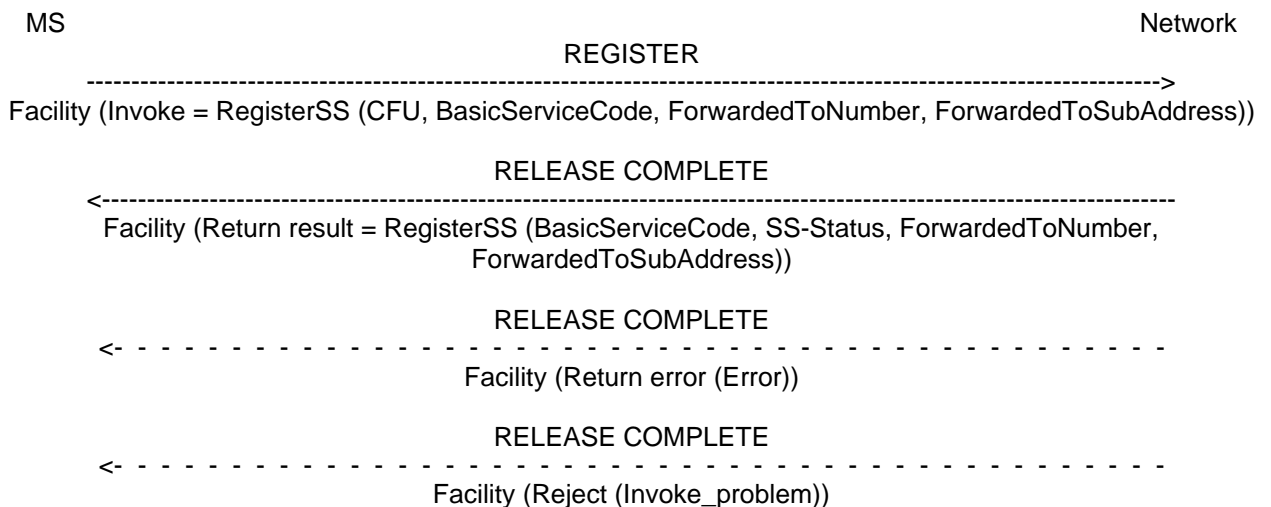 MS Network
REGISTER
------------------------------------------------------------------------------------------------------------------------>
Facility (Invoke = RegisterSS (CFU, BasicServiceCode, ForwardedToNumber, ForwardedToSubAddress))
RELEASE COMPLETE
<------------------------------------------------------------------------------------------------------------------------
Facility (Return result = RegisterSS (BasicServiceCode, SS-Status, ForwardedToNumber,
ForwardedToSubAddress))
RELEASE COMPLETE
<- - - - - - - - - - - - - - - - - - - - - - - - - - - - - - - - - - - - - - - - - - - - -
Facility (Return error (Error))
RELEASE COMPLETE
<- - - - - - - - - - - - - - - - - - - - - - - - - - - - - - - - - - - - - - - - - - - - -
Facility (Reject (Invoke_problem))